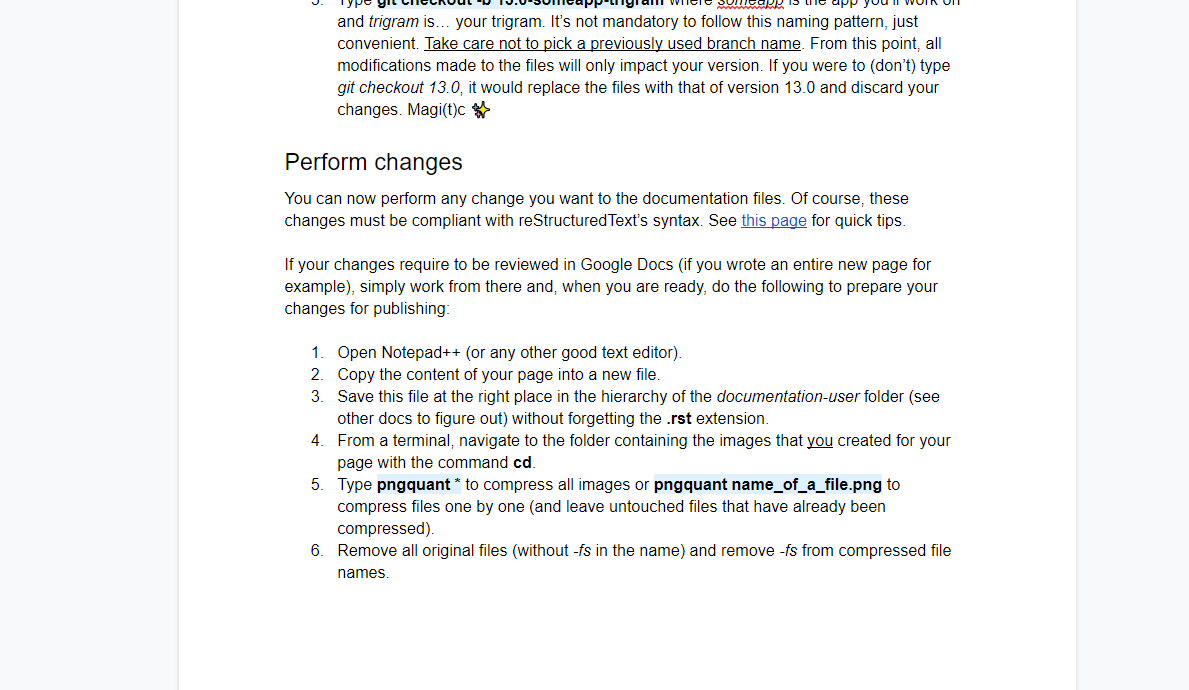 5. Type git checkout -b 13.0-someapp-trigram where someapp is the app you'll work on
and trigram is… your trigram. It’s not mandatory to follow this naming pattern, just
convenient. Take care not to pick a previously used branch name. From this point, all
modifications made to the files will only impact your version. If you were to (don’t) type
git checkout 13.0, it would replace the files with that of version 13.0 and discard your
changes. Magi(t)c ✨
Perform changes
You can now perform any change you want to the documentation files. Of course, these
changes must be compliant with reStructuredText’s syntax. See this page for quick tips.
If your changes require to be reviewed in Google Docs (if you wrote an entire new page for
example), simply work from there and, when you are ready, do the following to prepare your
changes for publishing:
1. Open Notepad++ (or any other good text editor).
2. Copy the content of your page into a new file.
3. Save this file at the right place in the hierarchy of the documentation-user folder (see
other docs to figure out) without forgetting the .rst extension.
4. From a terminal, navigate to the folder containing the images that you created for your
page with the command cd.
5. Type pngquant * to compress all images or pngquant name_of_a_file.png to
compress files one by one (and leave untouched files that have already been
compressed).
6. Remove all original files (without -fs in the name) and remove -fs from compressed file
names.